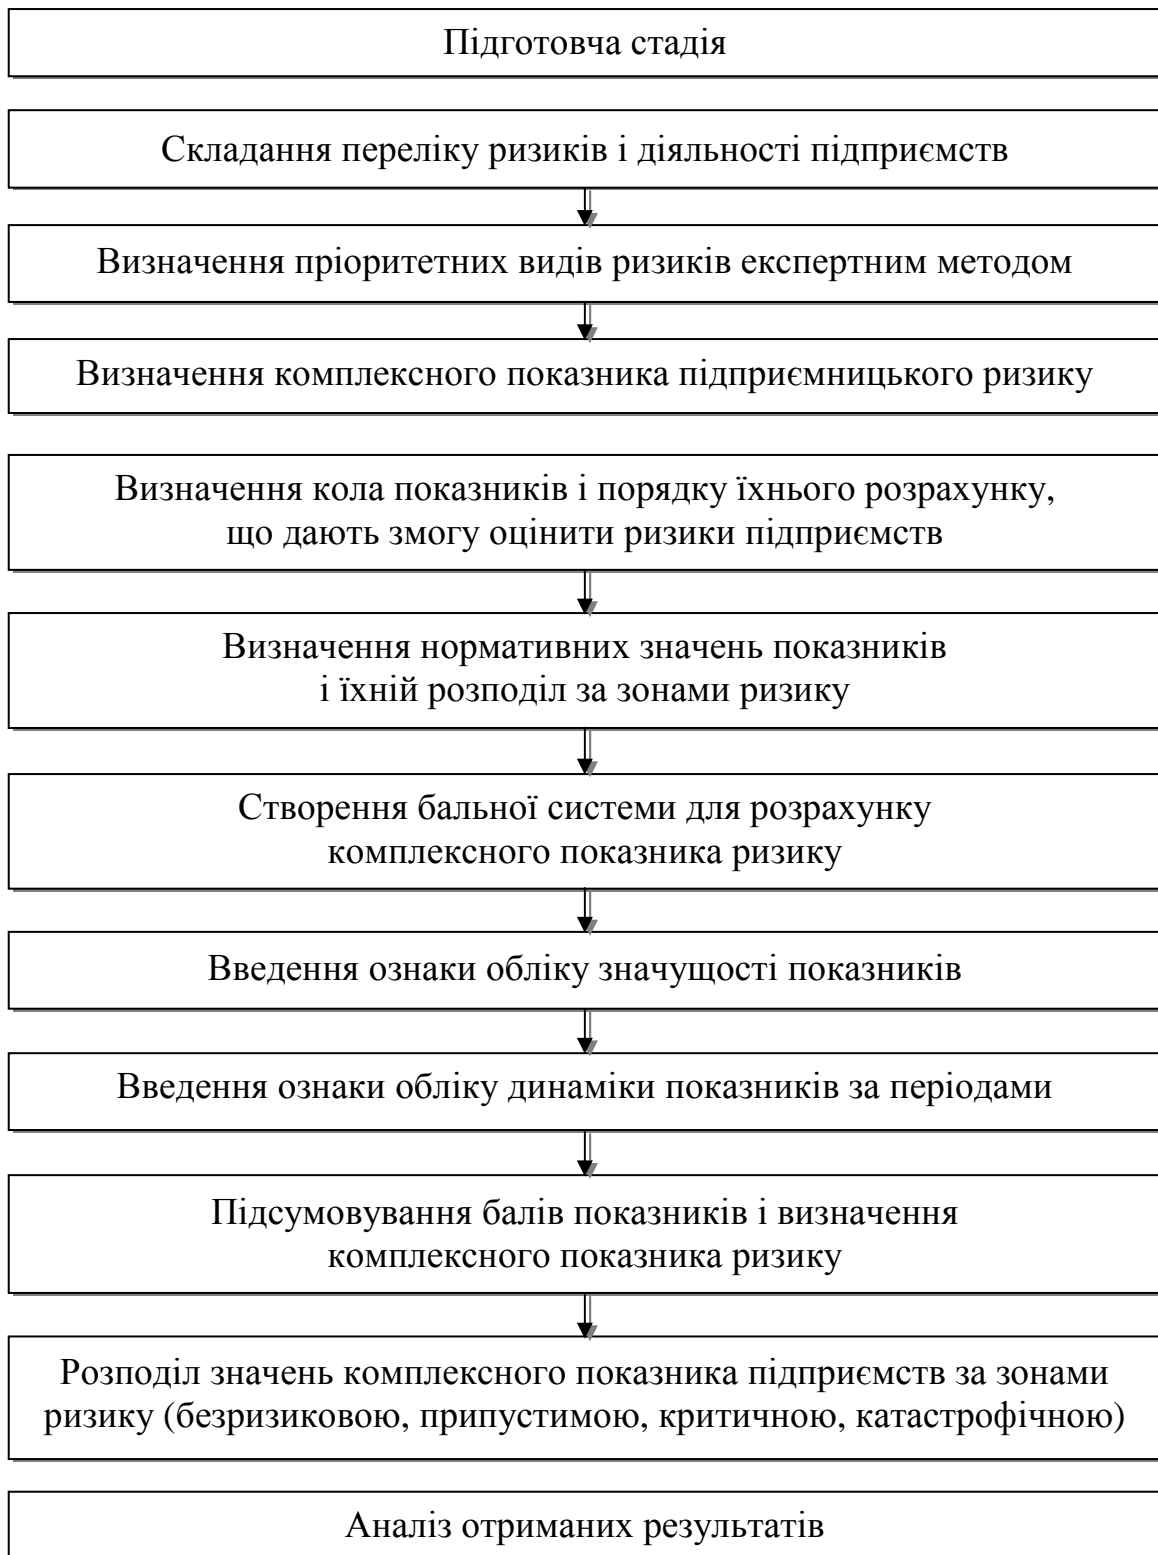 Підготовча стадія
Складання переліку ризиків і діяльності підприємств
Визначення пріоритетних видів ризиків експертним методом
Визначення комплексного показника підприємницького ризику
Визначення кола показників і порядку їхнього розрахунку,
що дають змогу оцінити ризики підприємств
Визначення нормативних значень показників
і їхній розподіл за зонами ризику
Створення бальної системи для розрахунку
комплексного показника ризику
Введення ознаки обліку значущості показників
Введення ознаки обліку динаміки показників за періодами
Підсумовування балів показників і визначення
комплексного показника ризику
Розподіл значень комплексного показника підприємств за зонами
ризику (безризиковою, припустимою, критичною, катастрофічною)
Аналіз отриманих результатів